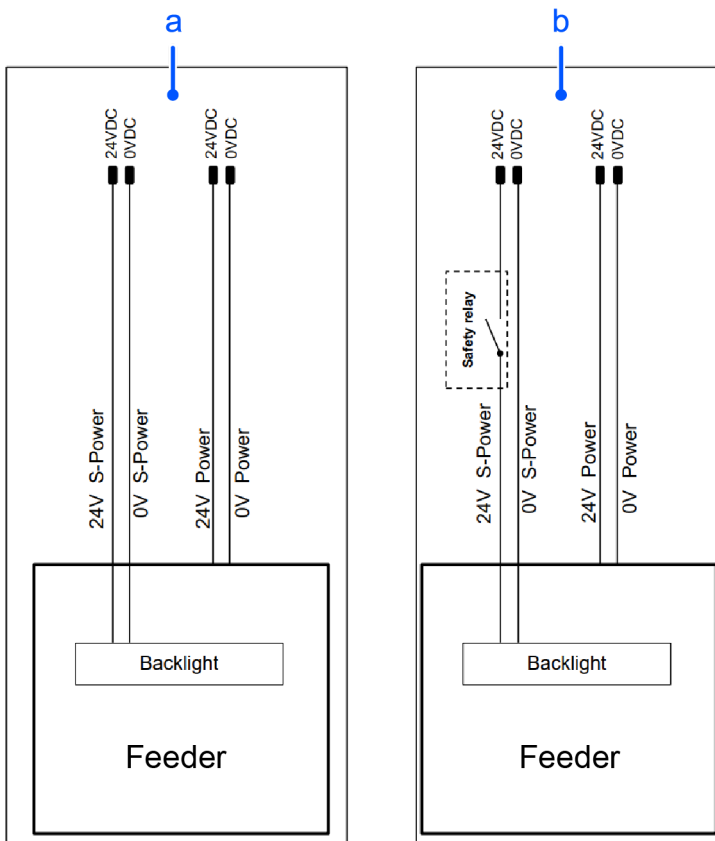 a
24VDC
0VDC
24VDC
0VDC
24V S-Power
0V S-Power
24V Power
0V Power
Backlight
Feeder
b
24VDC
0VDC
24VDC
0VDC
Safety relay
24V S-Power
0V S-Power
24V Power
0V Power
Backlight
Feeder